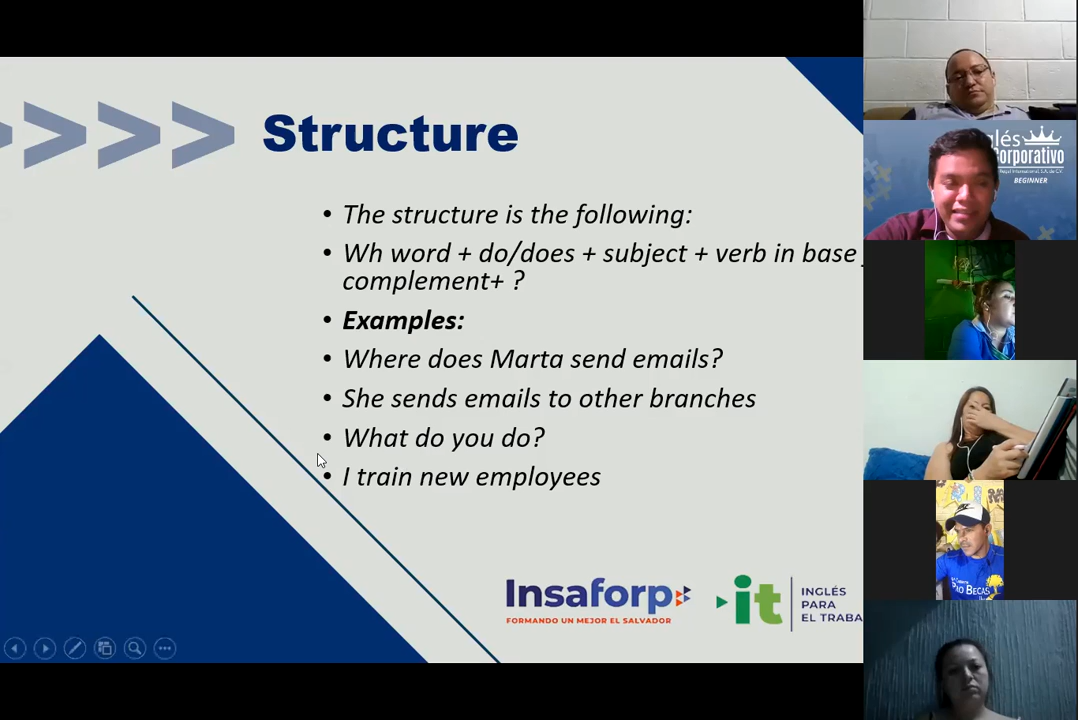 Structure
• The structure is the following:
• Wh word + do/does + subject + verb in base
complement+ ?
• Examples:
• Where does Marta send emails?
• She sends emails to other branches
• What do you do?
• I train new employees
Insaforp
FORMANDO UN MEJOR EL SALVADOR
it
INGLÉS
PARA
EL TRABA
glés
orporativo
BEGINNER